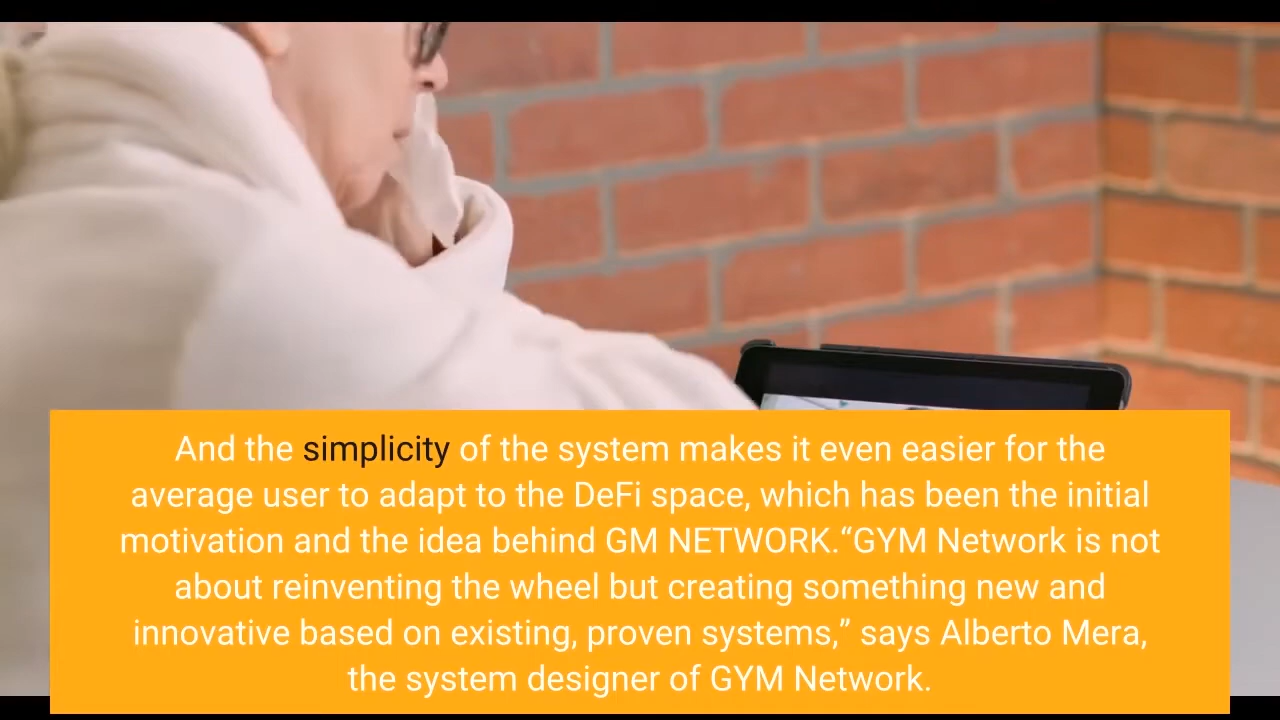 And the simplicity of the system makes it even easier for the
average user to adapt to the DeFi space, which has been the initial
motivation and the idea behind GM NETWORK.“GYM Network is not
about reinventing the wheel but creating something new and
innovative based on existing, proven systems,” says Alberto Mera,
the system designer of GYM Network.